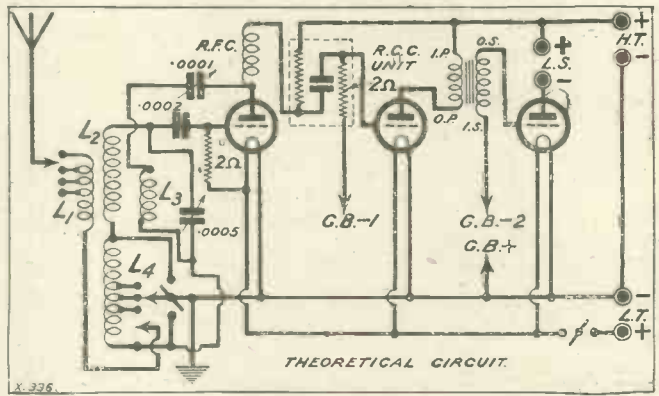 R.F.C.
.0001
.0002
L2
L1
L3
L4
2Ω
.0005
R.C.C.
UNIT
2Ω
G.B.-1
I.P.
O.P.
O.S.
I.S.
G.B.-2
G.B.+
+
L.S.
-
+
H.T.
-
-
L.T.
+
THEORETICAL CIRCUIT.
X.336